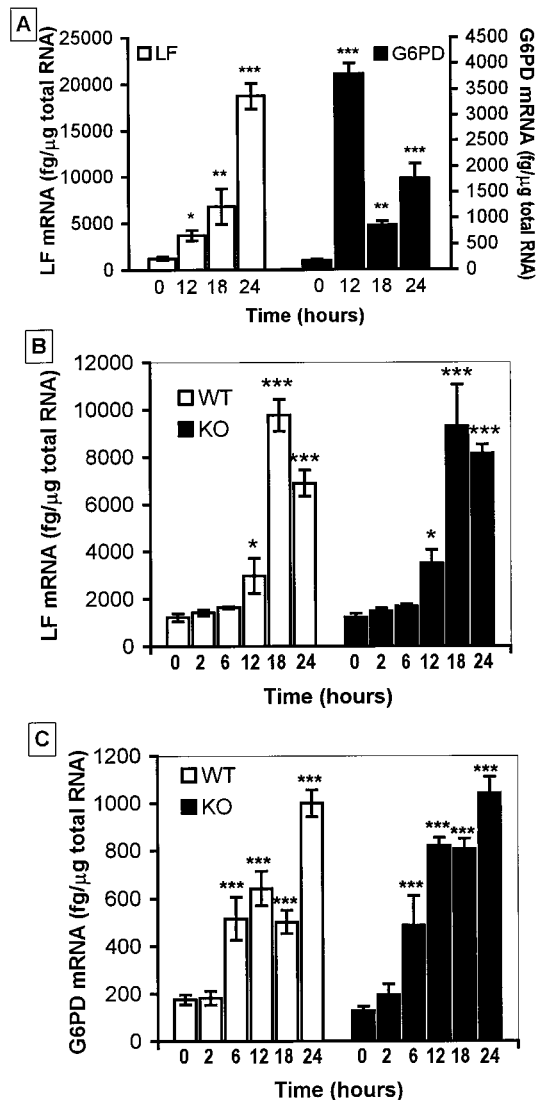 A
LF mRNA (fg/μg total RNA)
25000
20000
15000
10000
5000
0
LF
G6PD
*
**
***
***
**
***
4500
4000
3500
3000
2500
2000
1500
1000
500
0
G6PD mRNA (fg/μg total RNA)
0 12 18 24 0 12 18 24
Time (hours)
B
LF mRNA (fg/μg total RNA)
12000
10000
8000
6000
4000
2000
0
WT
KO
*
***
***
*
***
***
0 2 6 12 18 24 0 2 6 12 18 24
Time (hours)
C
G6PD mRNA (fg/μg total RNA)
1200
1000
800
600
400
200
0
WT
KO
***
***
***
***
***
***
***
***
0 2 6 12 18 24 0 2 6 12 18 24
Time (hours)